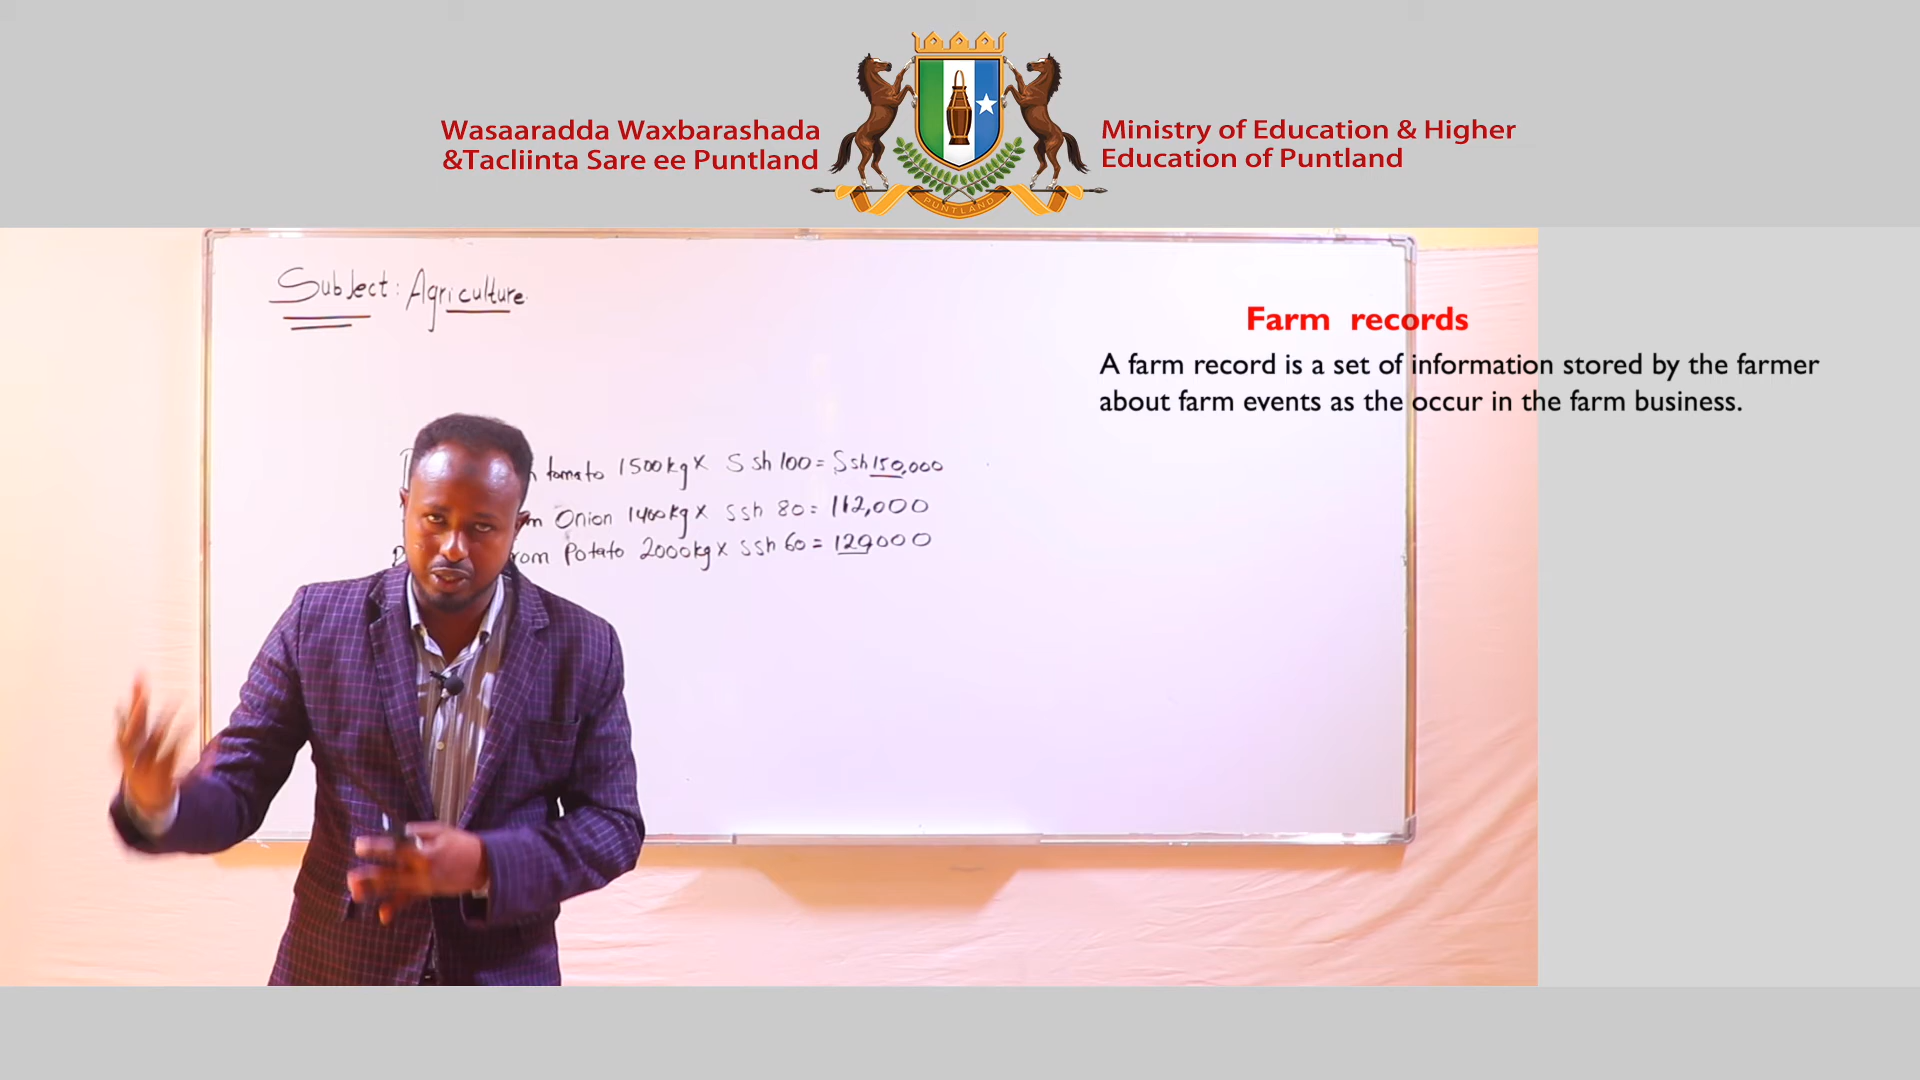 Wasaaradda Waxbarashada
&Tacliinta Sare ee Puntland
Ministry of Education & Higher
Education of Puntland
PUNTLAND
Subject: Agriculture.
Farm records
A farm record is a set of information stored by the farmer
about farm events as the occur in the farm business.
tomato 1500kg x Ssh 100 = Ssh 150,000
Onion 1400kg x Ssh 80 = 112,000
rom Potato 2000kg x Ssh 60 = 120000